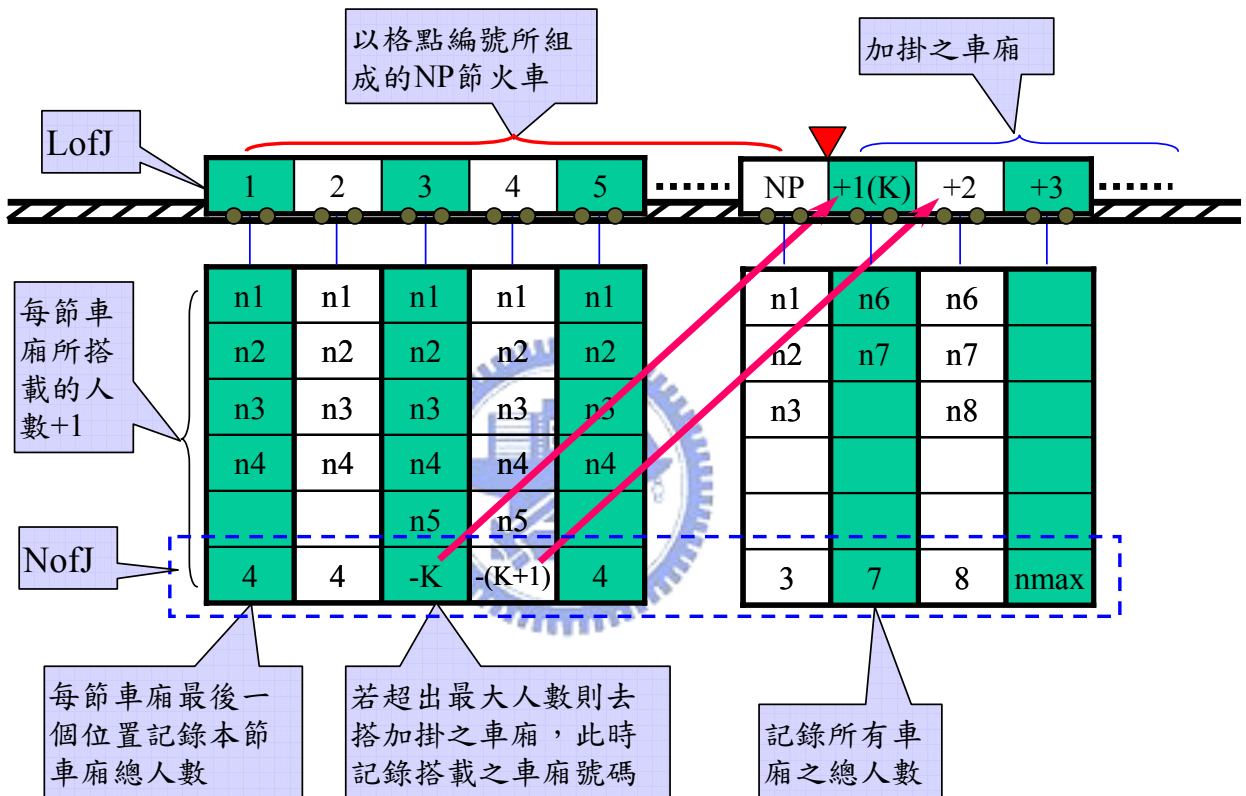 以格點編號所組
成的NP節火車
加掛之車廂
LofJ
1 2 3 4 5 ........ NP +1(K) +2 +3 ........
每節車
廂所搭
載的人
數+1
n1 n1 n1 n1 n1 n1 n6 n6
n2 n2 n2 n2 n2 n2 n7 n7
n3 n3 n3 n3 n3 n3 n8
n4 n4 n4 n4 n4
n5 n5
NofJ
4 4 -K -(K+1) 4 3 7 8 nmax
每節車廂最後一
個位置記錄本節
車廂總人數
若超出最大人數則去
搭加掛之車廂，此時
記錄搭載之車廂號碼
記錄所有車
廂之總人數